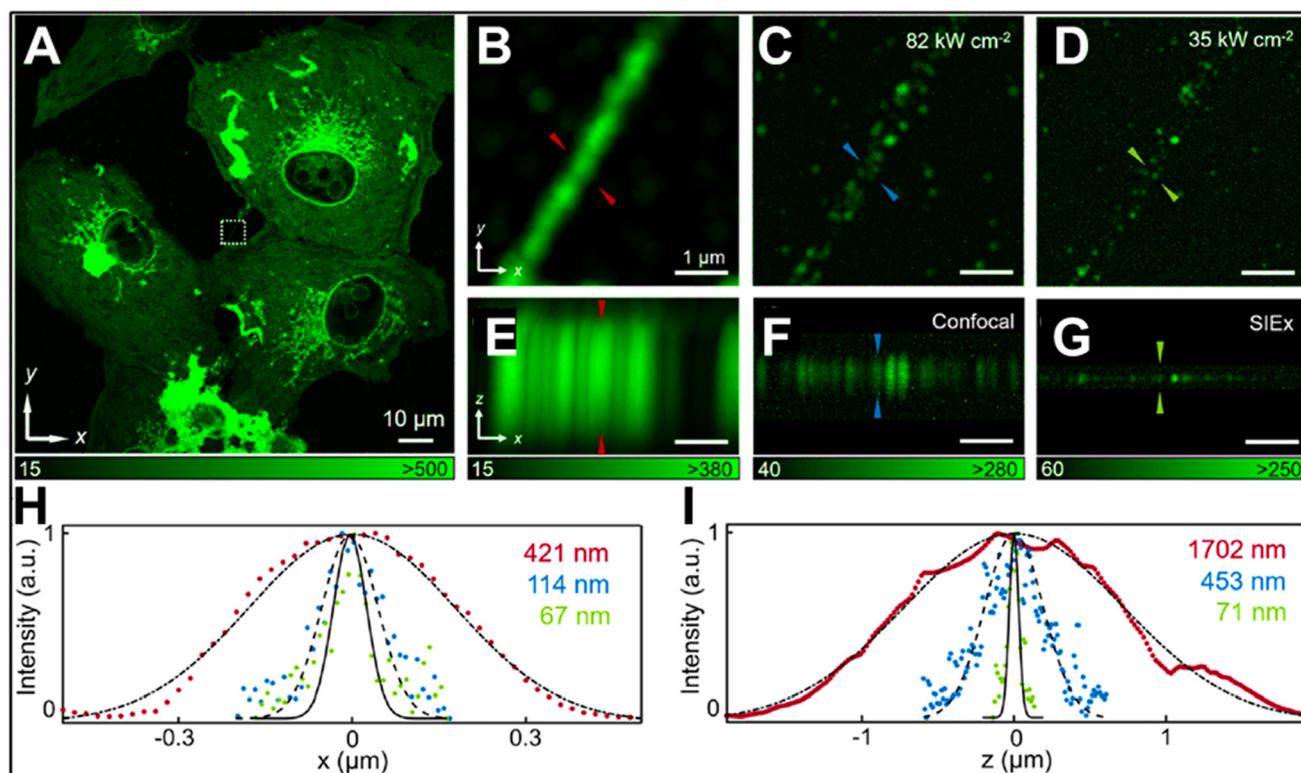 A
B
C
82 kW cm⁻²
D
35 kW cm⁻²
y
x
1 µm
y
x
10 µm
E
F
Confocal
G
SIEx
z
x
15
>500
15
>380
40
>280
60
>250
H
1
421 nm
114 nm
67 nm
Intensity (a.u.)
0
-0.3
0
0.3
x (µm)
I
1
1702 nm
453 nm
71 nm
Intensity (a.u.)
0
-1
0
1
z (µm)